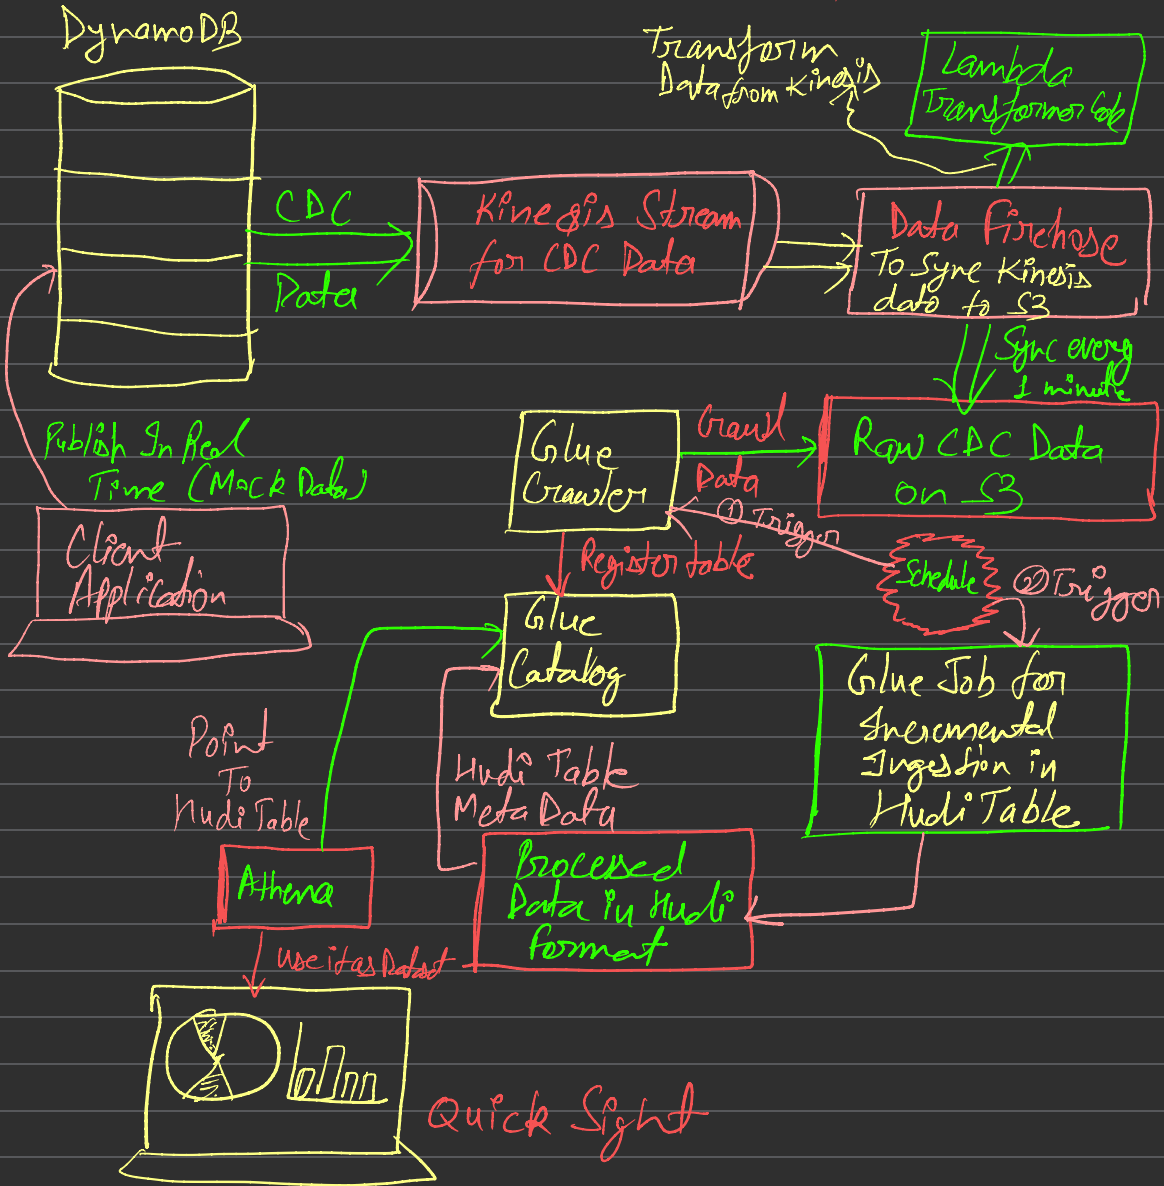 DynamoDB
Transform
Data from Kinesis
Lambda
Transformer Code
CDC
Data
Kinesis Stream
for CDC Data
Data Firehose
To Sync Kinesis
data to S3
Sync every
1 minute
Publish In Real
Time (Mock Data)
Client
Application
Glue
Crawler
Crawl
Data
Raw CDC Data
on S3
① Trigger
Schedule
② Trigger
Register table
Glue
Catalog
Glue Job for
Incremental
Ingestion in
Hudi Table
Point
To
Hudi Table
Hudi Table
Meta Data
Athena
Processed
Data in Hudi
format
use it as Dataset
Quick Sight